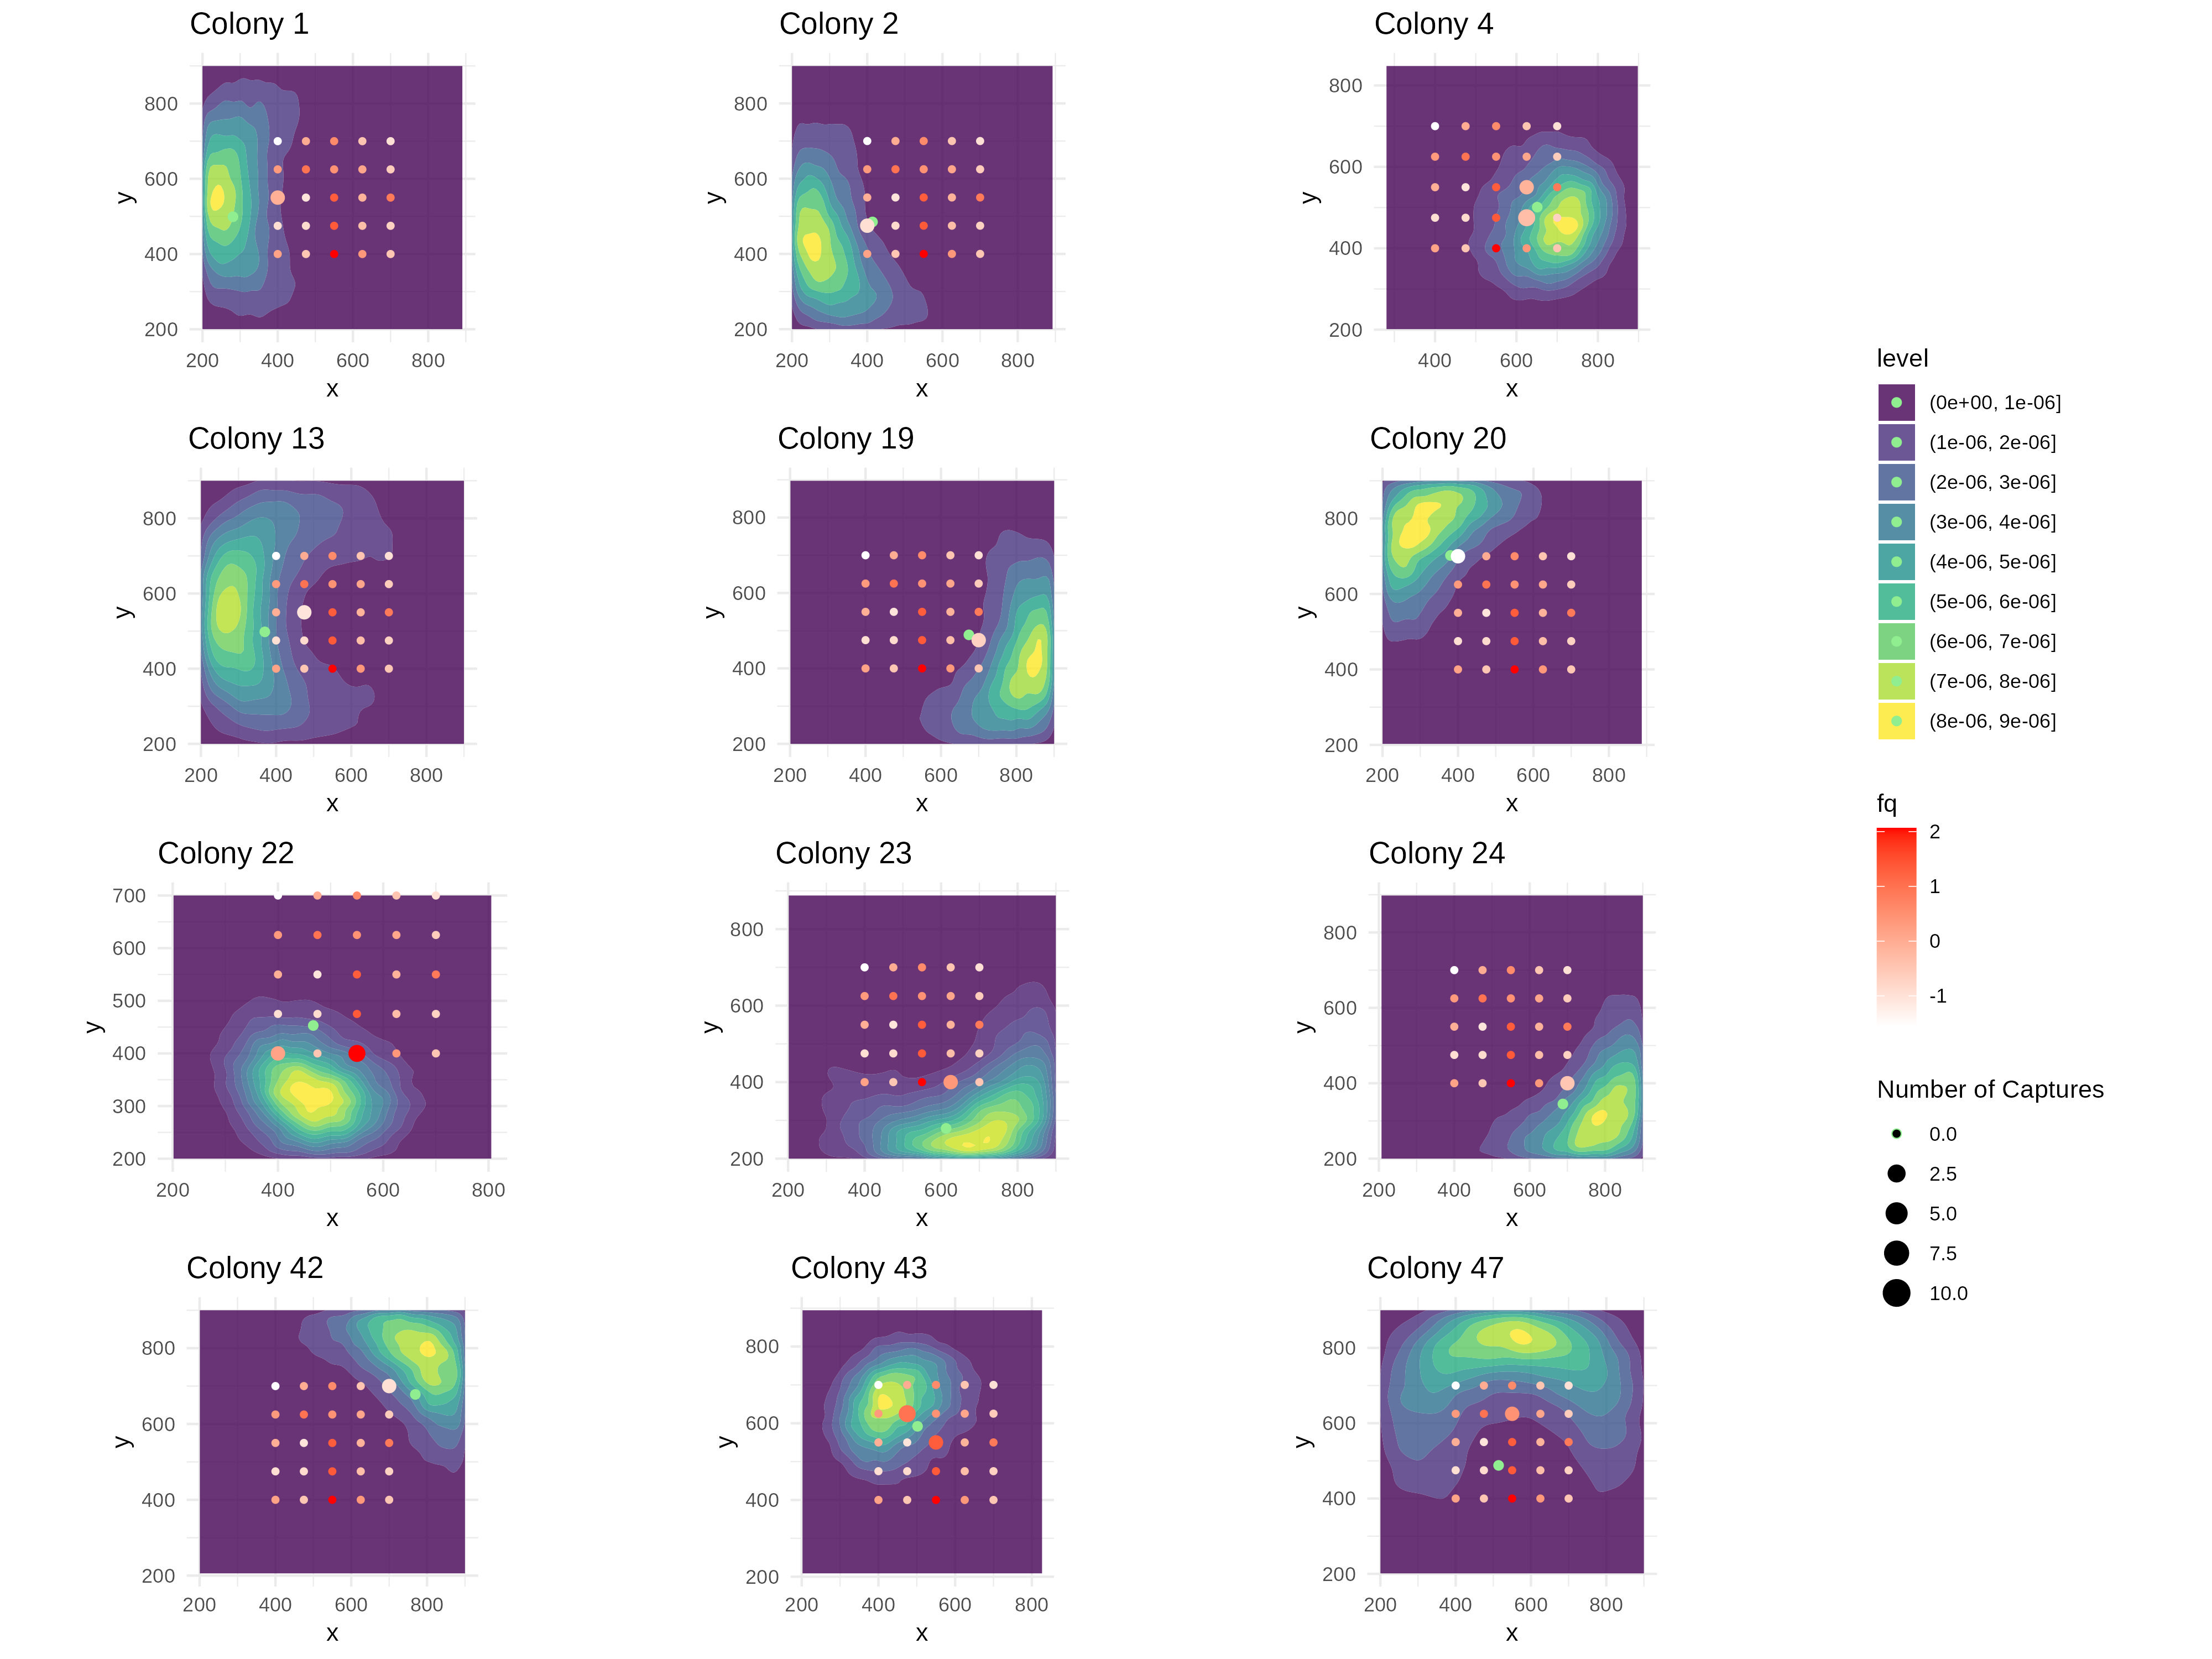 Colony 1
800
600
400
200
y
200 400 600 800
x
Colony 2
800
600
400
200
y
200 400 600 800
x
Colony 4
800
600
400
200
y
400 600 800
x
Colony 13
800
600
400
200
y
200 400 600 800
x
Colony 19
800
600
400
200
y
200 400 600 800
x
Colony 20
800
600
400
200
y
200 400 600 800
x
Colony 22
700
600
500
400
300
200
y
200 400 600 800
x
Colony 23
800
600
400
200
y
200 400 600 800
x
Colony 24
800
600
400
200
y
200 400 600 800
x
Colony 42
800
600
400
200
y
200 400 600 800
x
Colony 43
800
600
400
200
y
200 400 600 800
x
Colony 47
800
600
400
200
y
200 400 600 800
x
level
(0e+00, 1e-06]
(1e-06, 2e-06]
(2e-06, 3e-06]
(3e-06, 4e-06]
(4e-06, 5e-06]
(5e-06, 6e-06]
(6e-06, 7e-06]
(7e-06, 8e-06]
(8e-06, 9e-06]
fq
2
1
0
-1
Number of Captures
0.0
2.5
5.0
7.5
10.0